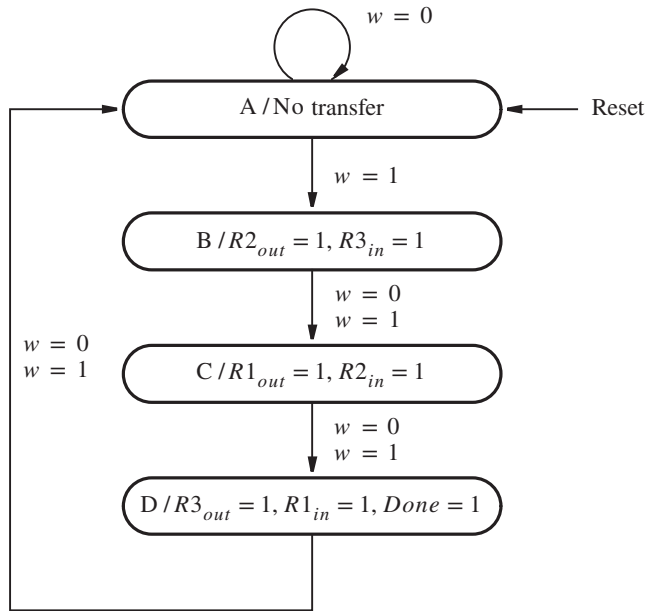 w = 0
A / No transfer
Reset
w = 1
B / R2out = 1, R3in = 1
w = 0
w = 1
w = 0
w = 1
C / R1out = 1, R2in = 1
w = 0
w = 1
D / R3out = 1, R1in = 1, Done = 1